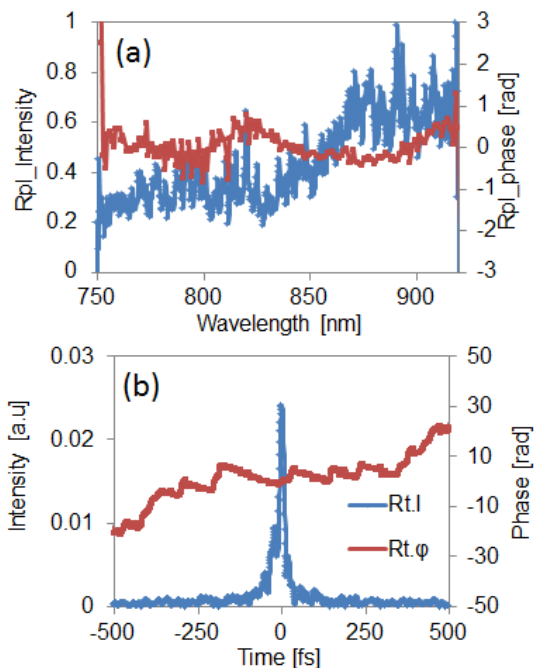 (a)
Rpl_Intensity
1
0.8
0.6
0.4
0.2
0
3
2
1
0
-1
-2
-3
Rpl_phase [rad]
750 800 850 900
Wavelength [nm]
(b)
Intensity [a.u]
0.03
0.02
0.01
0
50
30
10
-10
-30
-50
Phase [rad]
Rt.I
Rt.φ
-500 -250 0 250 500
Time [fs]